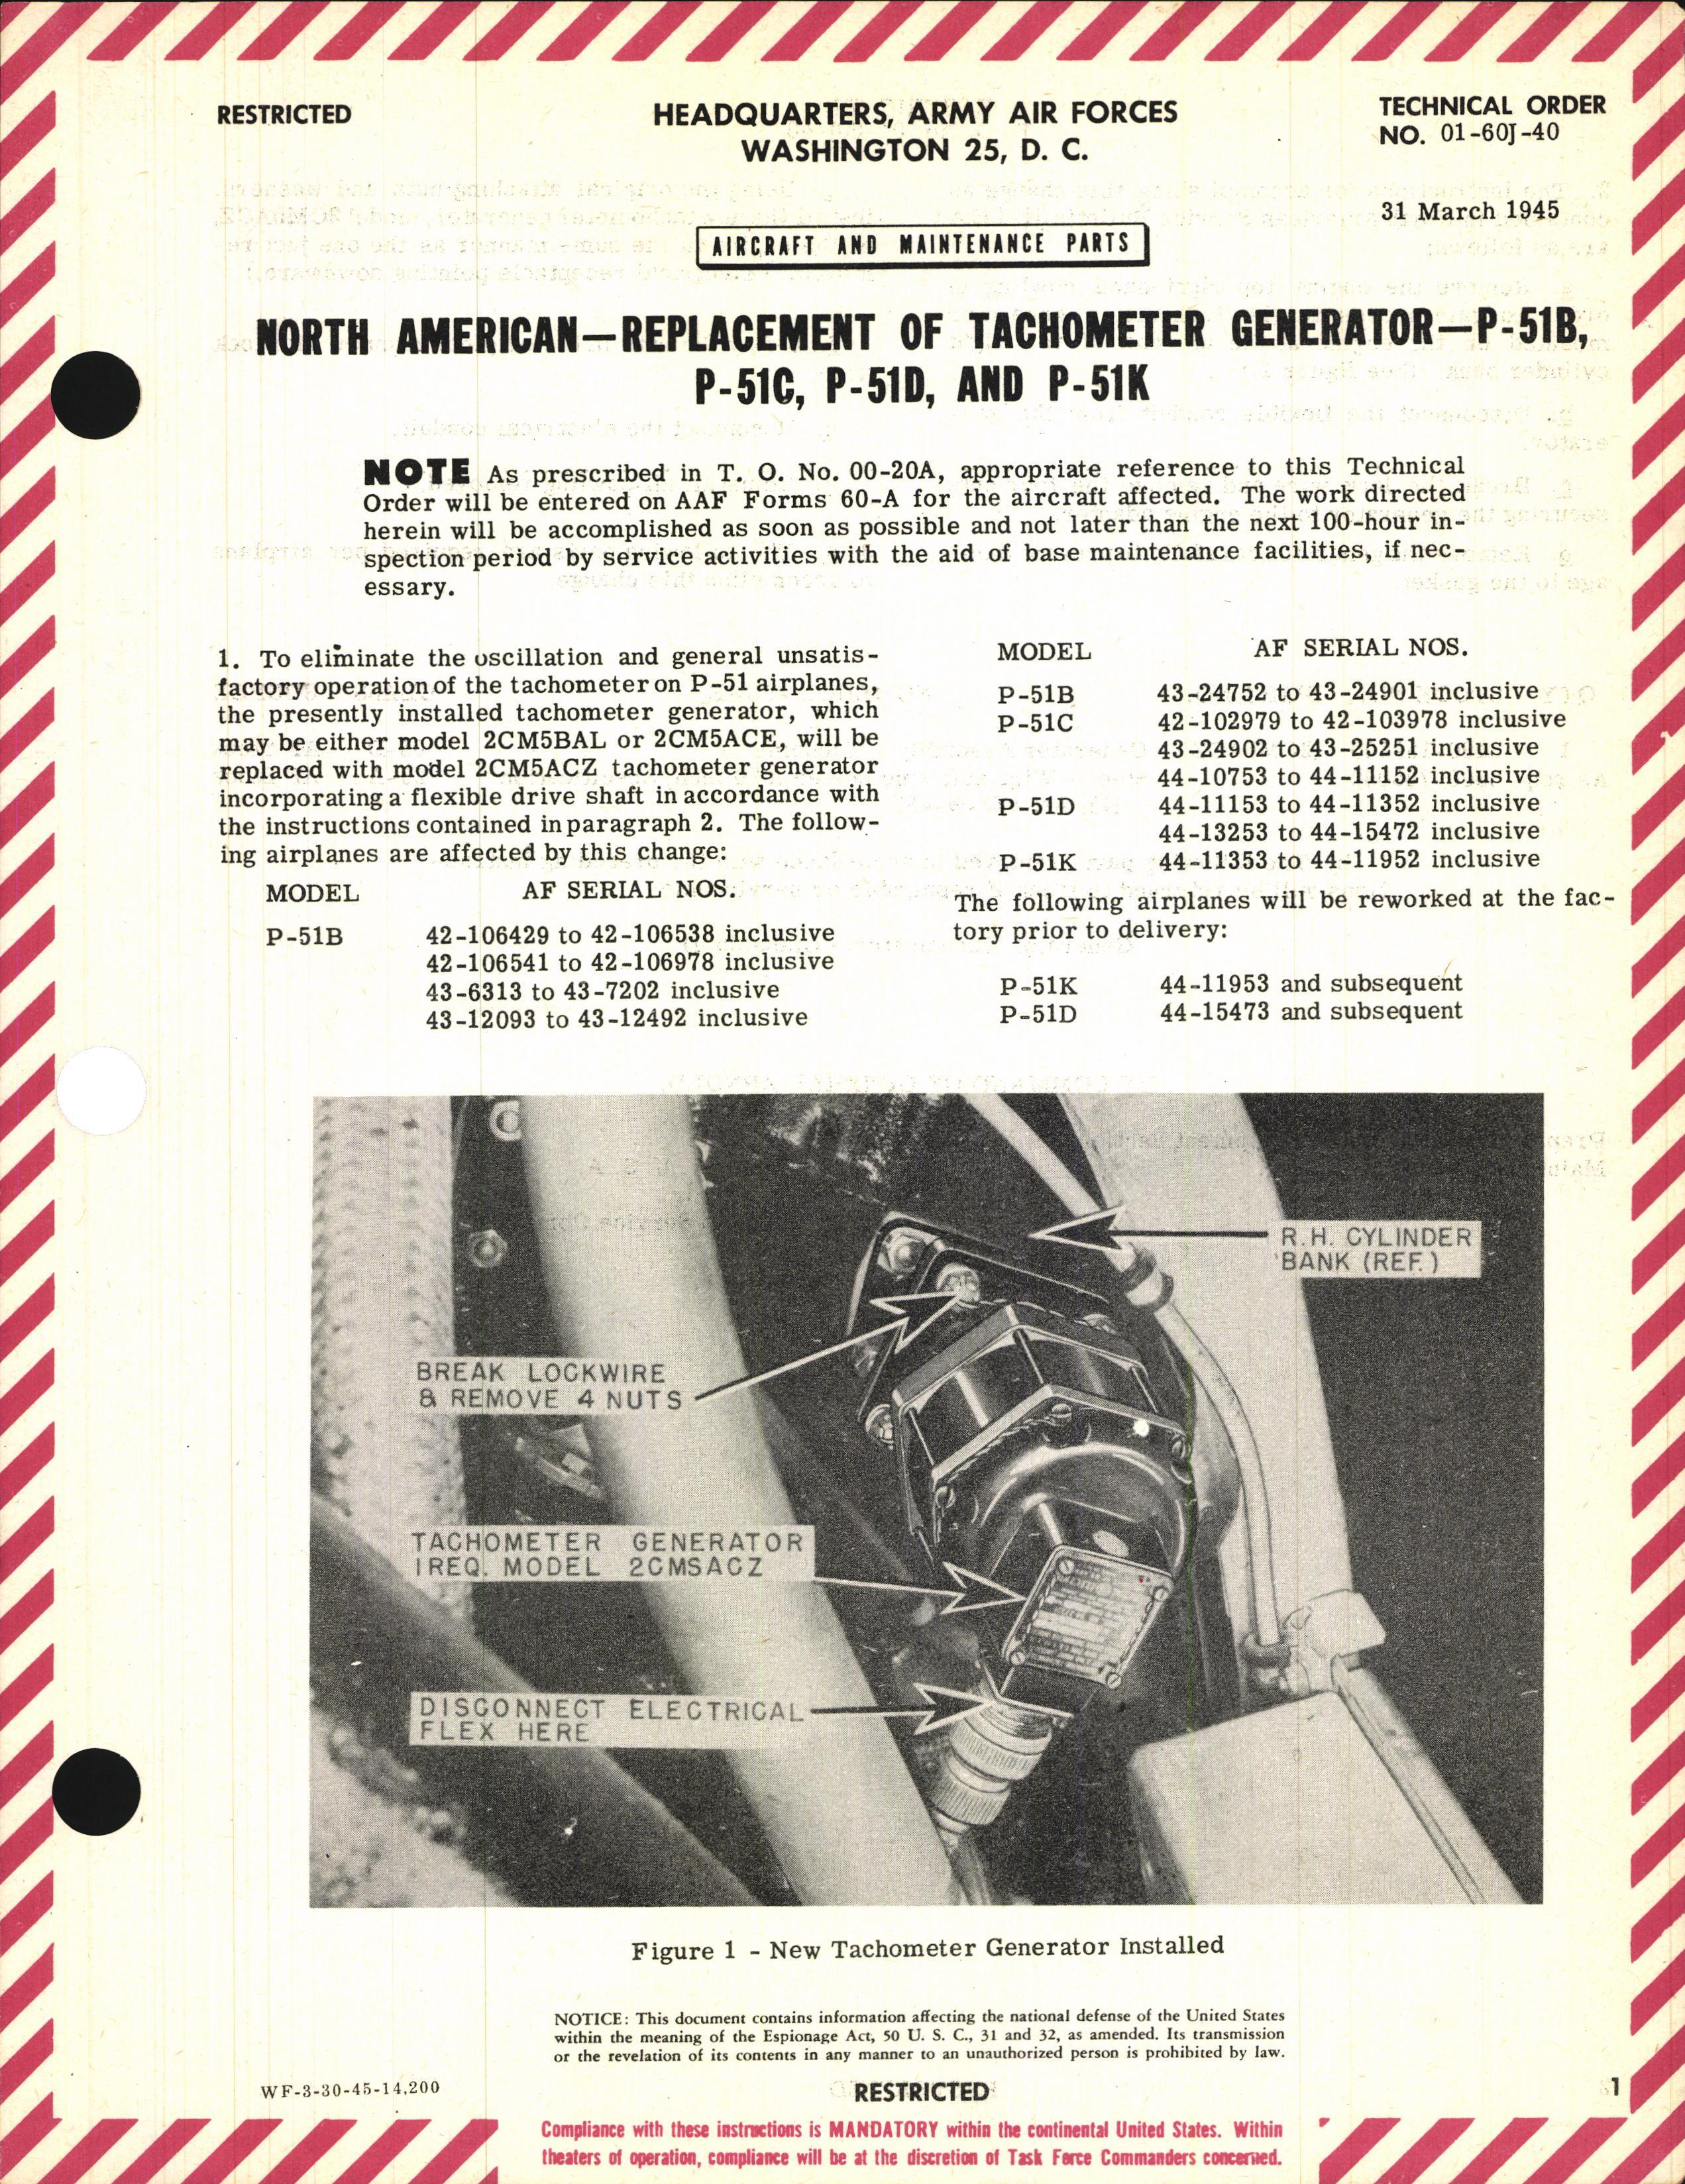 RESTRICTED
HEADQUARTERS, ARMY AIR FORCES
WASHINGTON 25, D. C.
TECHNICAL ORDER
NO. 01-60J-40
31 March 1945
AIRCRAFT AND MAINTENANCE PARTS
NORTH AMERICAN—REPLACEMENT OF TACHOMETER GENERATOR—P-51B,
P-51C, P-51D, AND P-51K
NOTE As prescribed in T. O. No. 00-20A, appropriate reference to this Technical
Order will be entered on AAF Forms 60-A for the aircraft affected. The work directed
herein will be accomplished as soon as possible and not later than the next 100-hour in-
spection period by service activities with the aid of base maintenance facilities, if nec-
essary.
1. To eliminate the oscillation and general unsatis-
factory operation of the tachometer on P-51 airplanes,
the presently installed tachometer generator, which
may be either model 2CM5BAL or 2CM5ACE, will be
replaced with model 2CM5ACZ tachometer generator
incorporating a flexible drive shaft in accordance with
the instructions contained in paragraph 2. The follow-
ing airplanes are affected by this change:
MODEL AF SERIAL NOS.
P-51B 42-106429 to 42-106538 inclusive
42-106541 to 42-106978 inclusive
43-6313 to 43-7202 inclusive
43-12093 to 43-12492 inclusive
MODEL AF SERIAL NOS.
P-51B 43-24752 to 43-24901 inclusive
P-51C 42-102979 to 42-103978 inclusive
43-24902 to 43-25251 inclusive
44-10753 to 44-11152 inclusive
P-51D 44-11153 to 44-11352 inclusive
44-13253 to 44-15472 inclusive
P-51K 44-11353 to 44-11952 inclusive
The following airplanes will be reworked at the fac-
tory prior to delivery:
P-51K 44-11953 and subsequent
P-51D 44-15473 and subsequent
R.H. CYLINDER
BANK (REF.)
BREAK LOCKWIRE
& REMOVE 4 NUTS
TACHOMETER GENERATOR
1 REQ. MODEL 2CMSACZ
DISCONNECT ELECTRICAL
FLEX HERE
Figure 1 - New Tachometer Generator Installed
NOTICE: This document contains information affecting the national defense of the United States
within the meaning of the Espionage Act, 50 U. S. C., 31 and 32, as amended. Its transmission
or the revelation of its contents in any manner to an unauthorized person is prohibited by law.
WF-3-30-45-14,200
RESTRICTED
1
Compliance with these instructions is MANDATORY within the continental United States. Within
theaters of operation, compliance will be at the discretion of Task Force Commanders concerned.